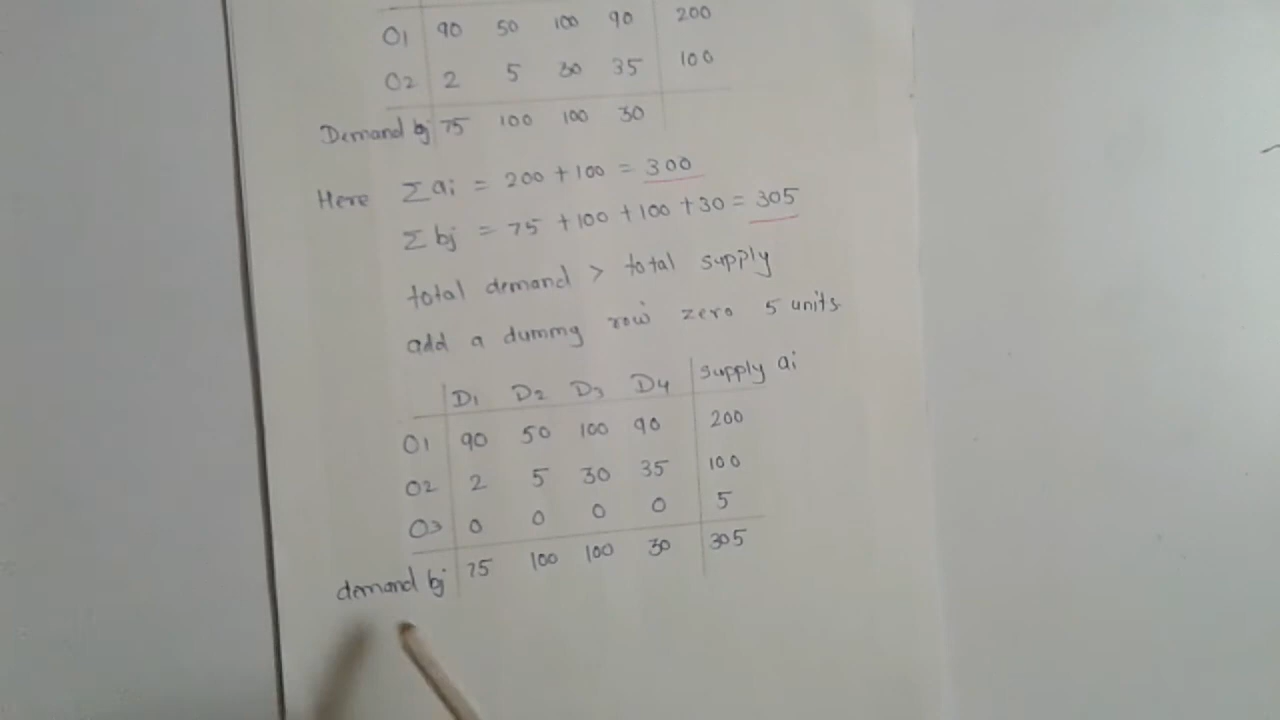 O1 90 50 100 90 200
O2 2 5 30 35 100
Demand bj 75 100 100 30
Here Σai = 200 + 100 = 300
Σbj = 75 + 100 + 100 + 30 = 305
total demand > total supply
add a dummy row zero 5 units.
D1 D2 D3 D4 supply ai
O1 90 50 100 90 200
O2 2 5 30 35 100
O3 0 0 0 0 5
demand bj 75 100 100 30 305